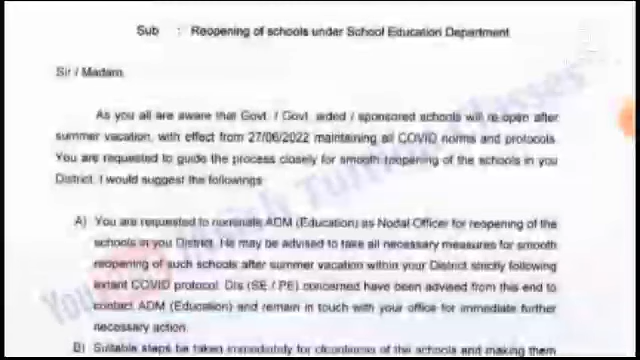 Sub : Reopening of schools under School Education Department
Sir / Madam,
As you all are aware that Govt. / Govt. aided / sponsored schools will re-open after
summer vacation, with effect from 27/06/2022 maintaining all COVID norms and protocols.
You are requested to guide the process closely for smooth reopening of the schools in you
District. I would suggest the followings
A) You are requested to nominate ADM (Education) as Nodal Officer for reopening of the
schools in you District. He may be advised to take all necessary measures for smooth
reopening of such schools after summer vacation within your District strictly following
extant COVID protocol. DIs (SE / PE) concerned have been advised from this end to
contact ADM (Education) and remain in touch with your office for immediate further
necessary action.
B) Suitable steps be taken immediately for cleanliness of the schools and making them